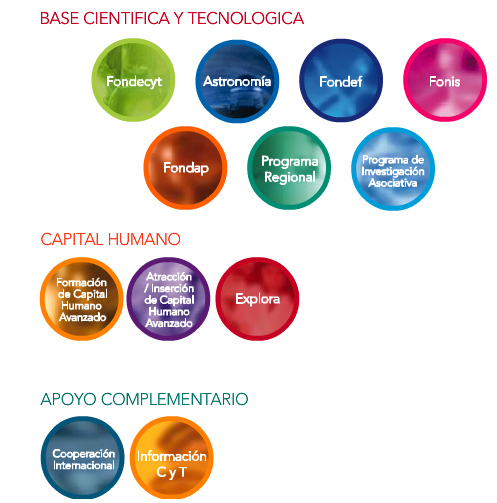 BASE CIENTIFICA Y TECNOLOGICA
Fondecyt
Astronomía
Fondef
Fonis
Fondap
Programa
Regional
Programa de
Investigación
Asociativa
CAPITAL HUMANO
Formación
de Capital
Humano
Avanzado
Atracción
/ Inserción
de Capital
Humano
Avanzado
Explora
APOYO COMPLEMENTARIO
Cooperación
Internacional
Información
C y T